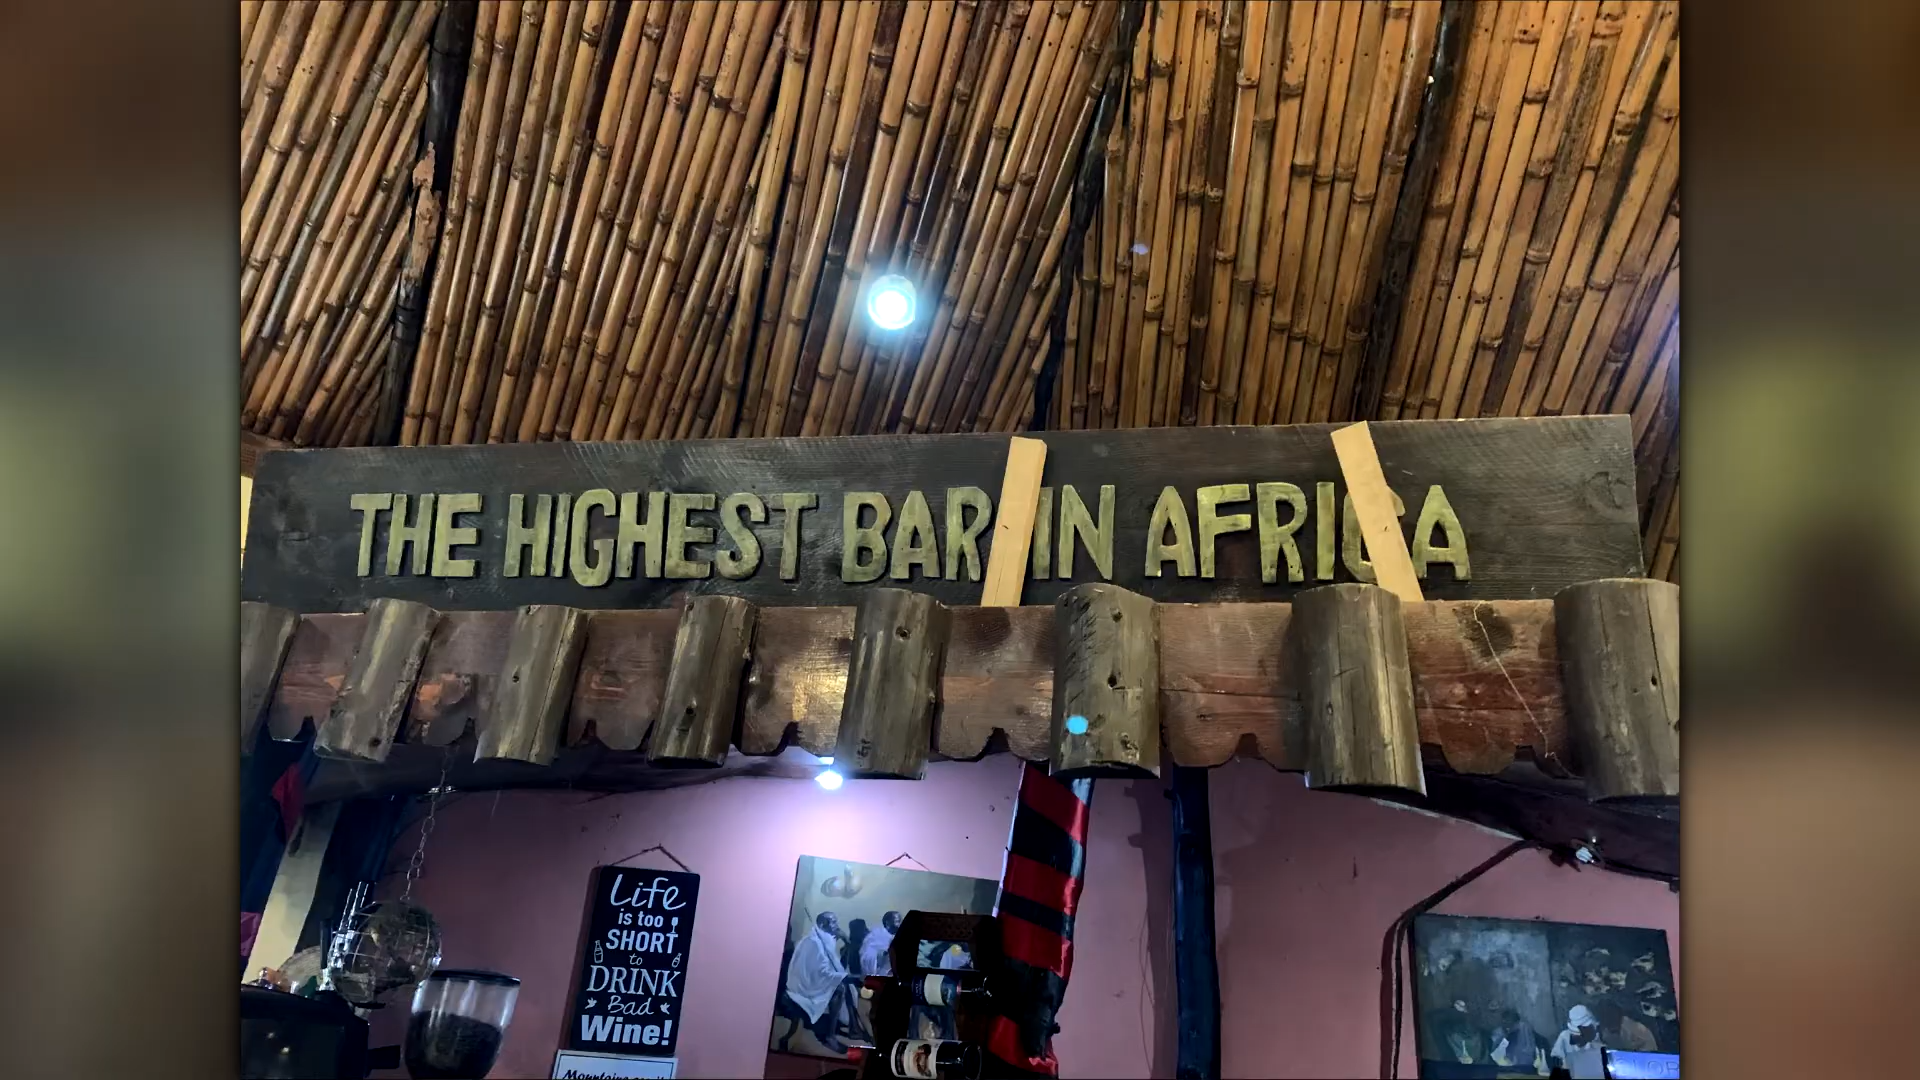 THE HIGHEST BAR IN AFRICA
Life
is too
SHORT
to
DRINK
Bad
Wine!